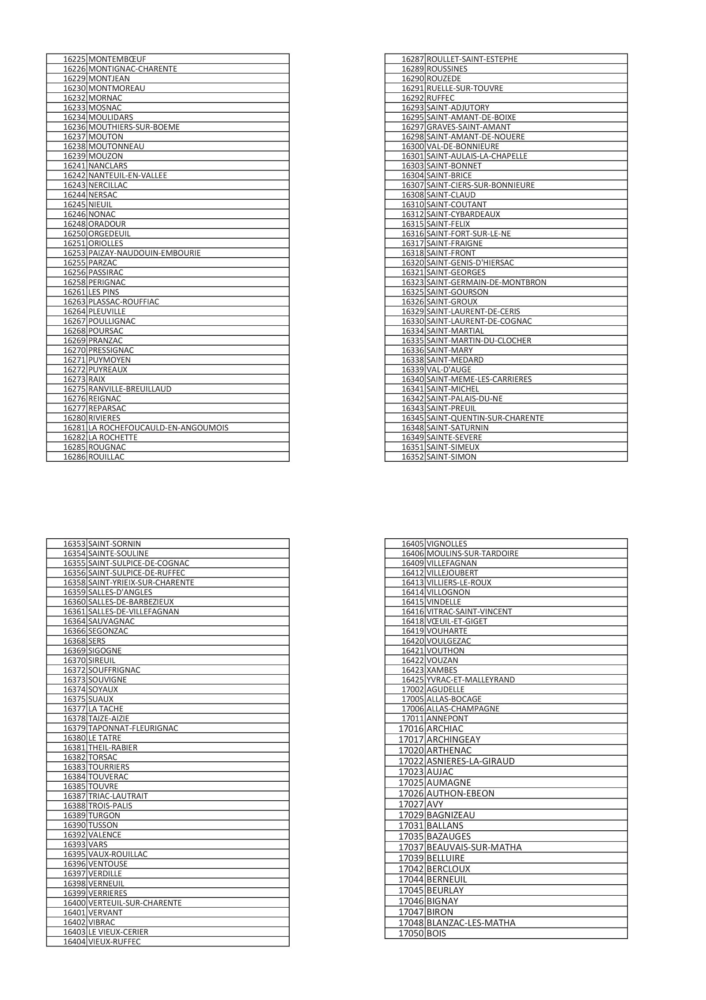 16225 MONTEMBŒUF
16226 MONTIGNAC-CHARENTE
16229 MONTJEAN
16230 MONTMOREAU
16232 MORNAC
16233 MOSNAC
16234 MOULIDARS
16236 MOUTHIERS-SUR-BOEME
16237 MOUTON
16238 MOUTONNEAU
16239 MOUZON
16241 NANCLARS
16242 NANTEUIL-EN-VALLEE
16243 NERCILLAC
16244 NERSAC
16245 NIEUIL
16246 NONAC
16248 ORADOUR
16250 ORGEDEUIL
16251 ORIOLLES
16253 PAIZAY-NAUDOUIN-EMBOURIE
16255 PARZAC
16256 PASSIRAC
16258 PERIGNAC
16261 LES PINS
16263 PLASSAC-ROUFFIAC
16264 PLEUVILLE
16267 POULLIGNAC
16268 POURSAC
16269 PRANZAC
16270 PRESSIGNAC
16271 PUYMOYEN
16272 PUYREAUX
16273 RAIX
16275 RANVILLE-BREUILLAUD
16276 REIGNAC
16277 REPARSAC
16280 RIVIERES
16281 LA ROCHEFOUCAULD-EN-ANGOUMOIS
16282 LA ROCHETTE
16285 ROUGNAC
16286 ROUILLAC
16287 ROULLET-SAINT-ESTEPHE
16289 ROUSSINES
16290 ROUZEDE
16291 RUELLE-SUR-TOUVRE
16292 RUFFEC
16293 SAINT-ADJUTORY
16295 SAINT-AMANT-DE-BOIXE
16297 GRAVES-SAINT-AMANT
16298 SAINT-AMANT-DE-NOUERE
16300 VAL-DE-BONNIEURE
16301 SAINT-AULAIS-LA-CHAPELLE
16303 SAINT-BONNET
16304 SAINT-BRICE
16307 SAINT-CIERS-SUR-BONNIEURE
16308 SAINT-CLAUD
16310 SAINT-COUTANT
16312 SAINT-CYBARDEAUX
16315 SAINT-FELIX
16316 SAINT-FORT-SUR-LE-NE
16317 SAINT-FRAIGNE
16318 SAINT-FRONT
16320 SAINT-GENIS-D'HIERSAC
16321 SAINT-GEORGES
16323 SAINT-GERMAIN-DE-MONTBRON
16325 SAINT-GOURSON
16326 SAINT-GROUX
16329 SAINT-LAURENT-DE-CERIS
16330 SAINT-LAURENT-DE-COGNAC
16334 SAINT-MARTIAL
16335 SAINT-MARTIN-DU-CLOCHER
16336 SAINT-MARY
16338 SAINT-MEDARD
16339 VAL-D'AUGE
16340 SAINT-MEME-LES-CARRIERES
16341 SAINT-MICHEL
16342 SAINT-PALAIS-DU-NE
16343 SAINT-PREUIL
16345 SAINT-QUENTIN-SUR-CHARENTE
16348 SAINT-SATURNIN
16349 SAINTE-SEVERE
16351 SAINT-SIMEUX
16352 SAINT-SIMON
16353 SAINT-SORNIN
16354 SAINTE-SOULINE
16355 SAINT-SULPICE-DE-COGNAC
16356 SAINT-SULPICE-DE-RUFFEC
16358 SAINT-YRIEIX-SUR-CHARENTE
16359 SALLES-D'ANGLES
16360 SALLES-DE-BARBEZIEUX
16361 SALLES-DE-VILLEFAGNAN
16364 SAUVAGNAC
16366 SEGONZAC
16368 SERS
16369 SIGOGNE
16370 SIREUIL
16372 SOUFFRIGNAC
16373 SOUVIGNE
16374 SOYAUX
16375 SUAUX
16377 LA TACHE
16378 TAIZE-AIZIE
16379 TAPONNAT-FLEURIGNAC
16380 LE TATRE
16381 THEIL-RABIER
16382 TORSAC
16383 TOURRIERS
16384 TOUVERAC
16385 TOUVRE
16387 TRIAC-LAUTRAIT
16388 TROIS-PALIS
16389 TURGON
16390 TUSSON
16392 VALENCE
16393 VARS
16395 VAUX-ROUILLAC
16396 VENTOUSE
16397 VERDILLE
16398 VERNEUIL
16399 VERRIERES
16400 VERTEUIL-SUR-CHARENTE
16401 VERVANT
16402 VIBRAC
16403 LE VIEUX-CERIER
16404 VIEUX-RUFFEC
16405 VIGNOLLES
16406 MOULINS-SUR-TARDOIRE
16409 VILLEFAGNAN
16412 VILLEJOUBERT
16413 VILLIERS-LE-ROUX
16414 VILLOGNON
16415 VINDELLE
16416 VITRAC-SAINT-VINCENT
16418 VŒUIL-ET-GIGET
16419 VOUHARTE
16420 VOULGEZAC
16421 VOUTHON
16422 VOUZAN
16423 XAMBES
16425 YVRAC-ET-MALLEYRAND
17002 AGUDELLE
17005 ALLAS-BOCAGE
17006 ALLAS-CHAMPAGNE
17011 ANNEPONT
17016 ARCHIAC
17017 ARCHINGEAY
17020 ARTHENAC
17022 ASNIERES-LA-GIRAUD
17023 AUJAC
17025 AUMAGNE
17026 AUTHON-EBEON
17027 AVY
17029 BAGNIZEAU
17031 BALLANS
17035 BAZAUGES
17037 BEAUVAIS-SUR-MATHA
17039 BELLUIRE
17042 BERCLOUX
17044 BERNEUIL
17045 BEURLAY
17046 BIGNAY
17047 BIRON
17048 BLANZAC-LES-MATHA
17050 BOIS